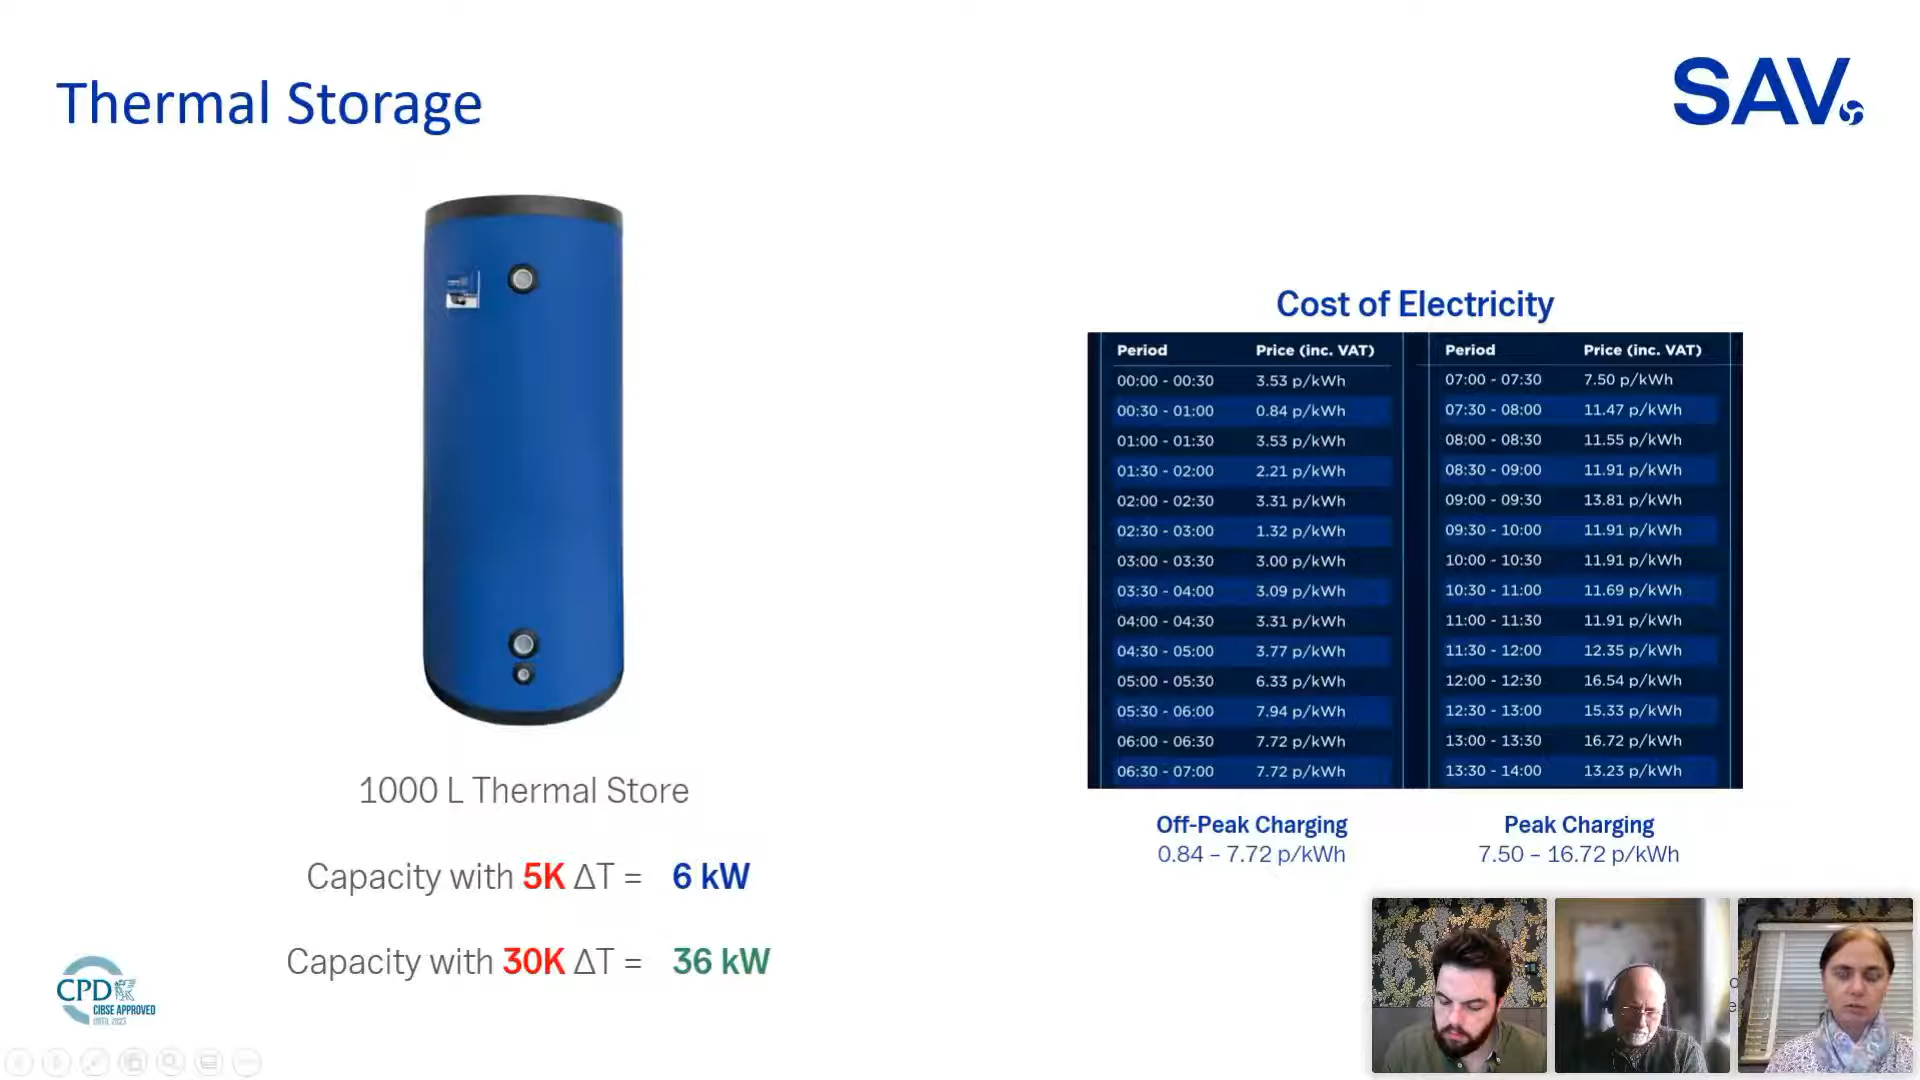 Thermal Storage
SAV
Cost of Electricity
Period Price (inc. VAT)
00:00 - 00:30 3.53 p/kWh
00:30 - 01:00 0.84 p/kWh
01:00 - 01:30 3.53 p/kWh
01:30 - 02:00 2.21 p/kWh
02:00 - 02:30 3.31 p/kWh
02:30 - 03:00 1.32 p/kWh
03:00 - 03:30 3.00 p/kWh
03:30 - 04:00 3.09 p/kWh
04:00 - 04:30 3.31 p/kWh
04:30 - 05:00 3.77 p/kWh
05:00 - 05:30 6.33 p/kWh
05:30 - 06:00 7.94 p/kWh
06:00 - 06:30 7.72 p/kWh
06:30 - 07:00 7.72 p/kWh
Period Price (inc. VAT)
07:00 - 07:30 7.50 p/kWh
07:30 - 08:00 11.47 p/kWh
08:00 - 08:30 11.55 p/kWh
08:30 - 09:00 11.91 p/kWh
09:00 - 09:30 13.81 p/kWh
09:30 - 10:00 11.91 p/kWh
10:00 - 10:30 11.91 p/kWh
10:30 - 11:00 11.69 p/kWh
11:00 - 11:30 11.91 p/kWh
11:30 - 12:00 12.35 p/kWh
12:00 - 12:30 16.54 p/kWh
12:30 - 13:00 15.33 p/kWh
13:00 - 13:30 16.72 p/kWh
13:30 - 14:00 13.23 p/kWh
Off-Peak Charging
0.84 – 7.72 p/kWh
Peak Charging
7.50 – 16.72 p/kWh
1000 L Thermal Store
Capacity with 5K ΔT = 6 kW
Capacity with 30K ΔT = 36 kW
CPD
CIBSE APPROVED